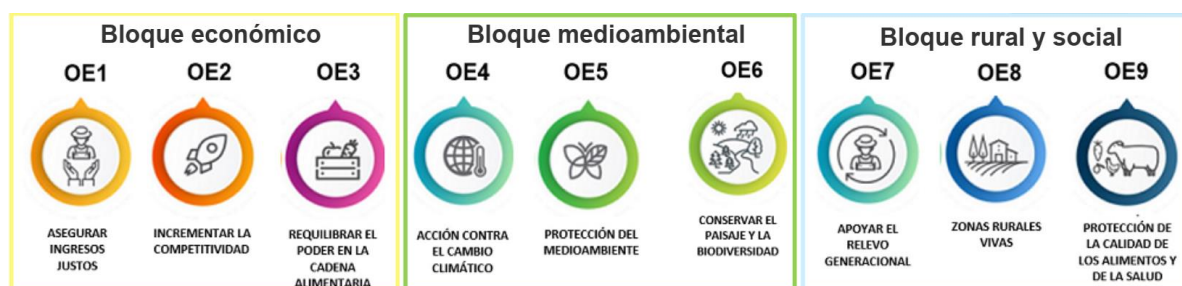 Bloque económico
OE1
OE2
OE3
ASEGURAR
INGRESOS
JUSTOS
INCREMENTAR LA
COMPETITIVIDAD
REQUILIBRAR EL
PODER EN LA
CADENA
ALIMENTARIA
Bloque medioambiental
OE4
OE5
OE6
ACCIÓN CONTRA
EL CAMBIO
CLIMÁTICO
PROTECCIÓN DEL
MEDIOAMBIENTE
CONSERVAR EL
PAISAJE Y LA
BIODIVERSIDAD
Bloque rural y social
OE7
OE8
OE9
APOYAR EL
RELEVO
GENERACIONAL
ZONAS RURALES
VIVAS
PROTECCIÓN DE
LA CALIDAD DE
LOS ALIMENTOS Y
DE LA SALUD